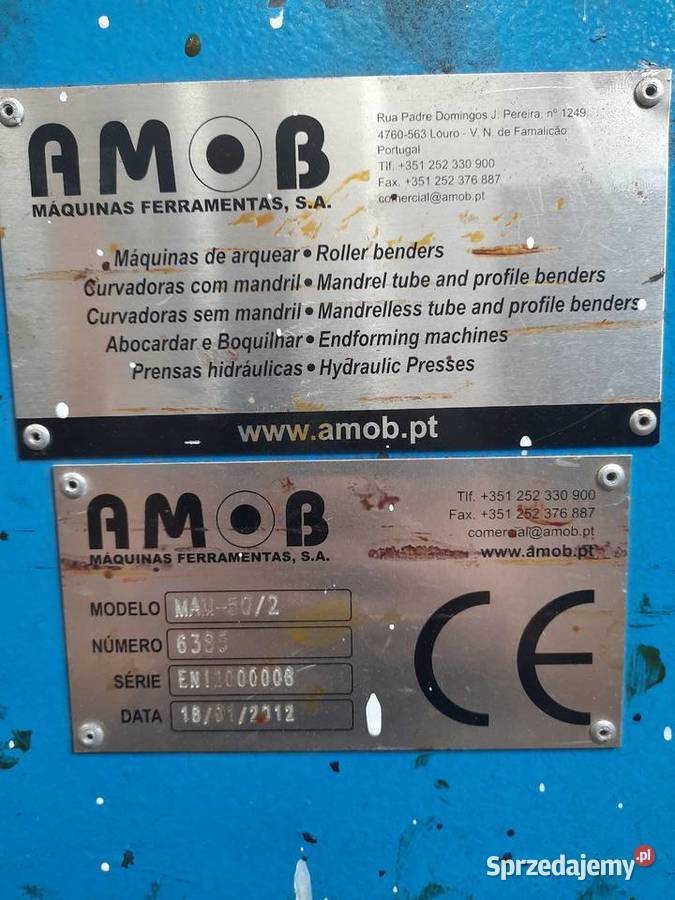 AMOB
MÁQUINAS FERRAMENTAS, S.A.
Rua Padre Domingos J. Pereira, nº 1249
4760-563 Louro - V. N. de Famalicão
Portugal
Tlf. +351 252 330 900
Fax. +351 252 376 887
comercial@amob.pt
Máquinas de arquear • Roller benders
Curvadoras com mandril • Mandrel tube and profile benders
Curvadoras sem mandril • Mandrelless tube and profile benders
Abocardar e Boquilhar • Endforming machines
Prensas hidráulicas • Hydraulic Presses
www.amob.pt
AMOB
MÁQUINAS FERRAMENTAS, S.A.
Tlf. +351 252 330 900
Fax. +351 252 376 887
comercial@amob.pt
www.amob.pt
MODELO MAM-50/2
NÚMERO
SÉRIE
DATA 18/01/2012
CE
Sprzedajemy.pl